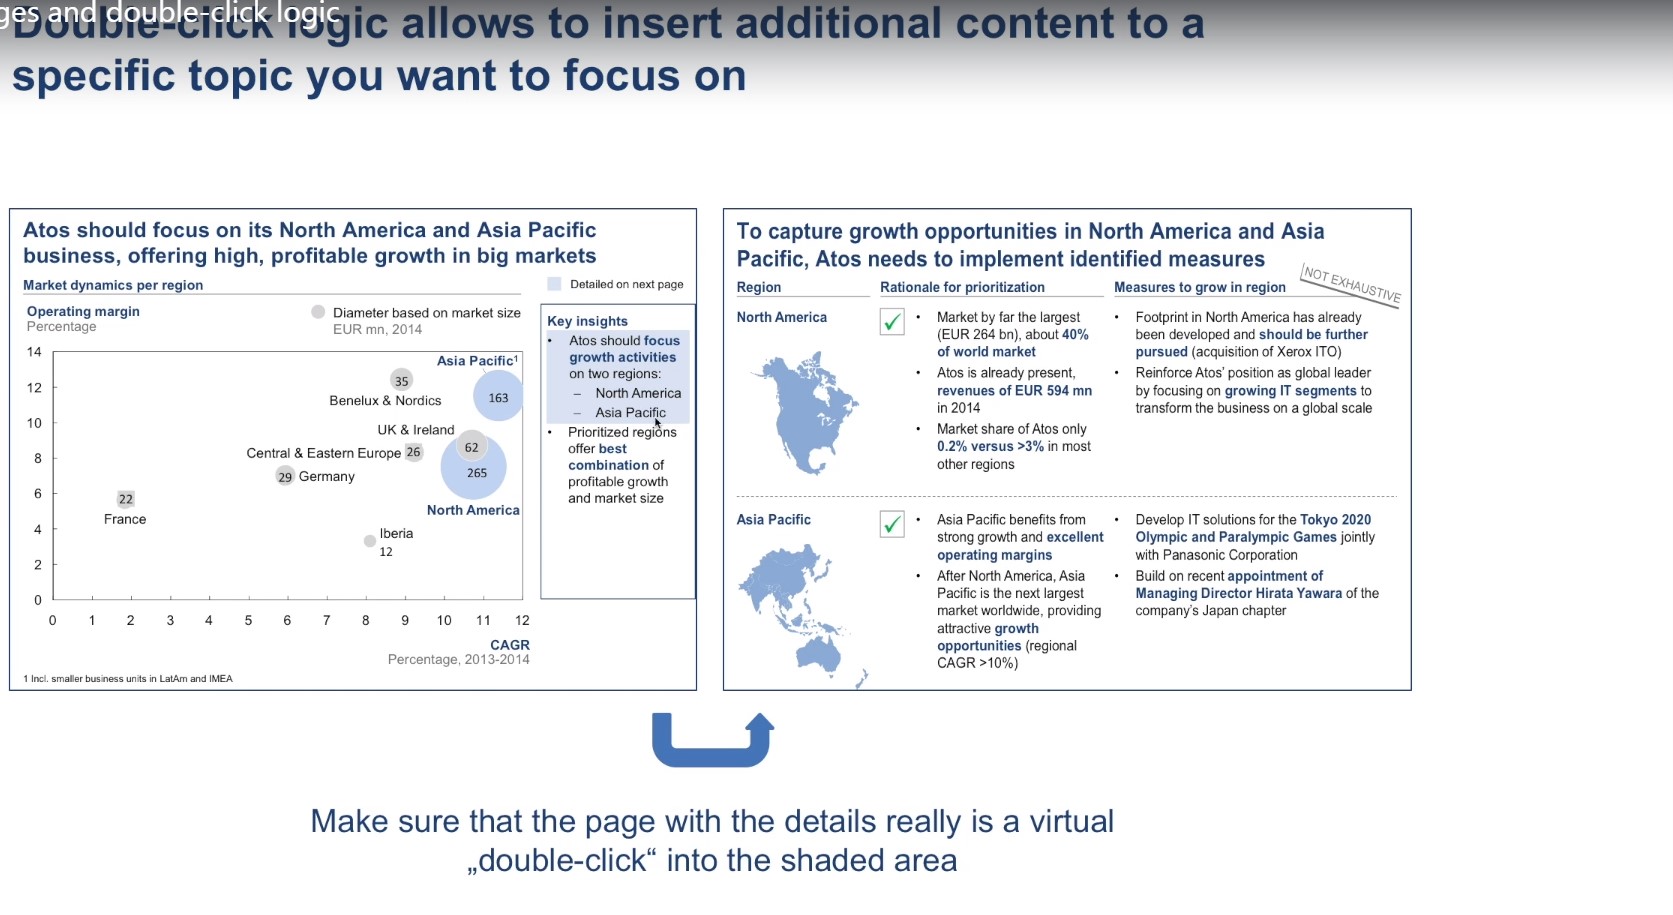 ges and double-click logic
Double-click logic allows to insert additional content to a
specific topic you want to focus on
Atos should focus on its North America and Asia Pacific
business, offering high, profitable growth in big markets
Market dynamics per region
Detailed on next page
Operating margin
Percentage
Diameter based on market size
EUR mn, 2014
14
12
10
8
6
4
2
0
0 1 2 3 4 5 6 7 8 9 10 11 12
Asia Pacific¹
163
35
Benelux & Nordics
UK & Ireland
62
Central & Eastern Europe 26
265
29 Germany
North America
22
France
Iberia
12
CAGR
Percentage, 2013-2014
1 Incl. smaller business units in LatAm and IMEA
Key insights
• Atos should focus
growth activities
on two regions:
– North America
– Asia Pacific
• Prioritized regions
offer best
combination of
profitable growth
and market size
To capture growth opportunities in North America and Asia
Pacific, Atos needs to implement identified measures
NOT EXHAUSTIVE
Region
Rationale for prioritization
Measures to grow in region
North America
• Market by far the largest
(EUR 264 bn), about 40%
of world market
• Atos is already present,
revenues of EUR 594 mn
in 2014
• Market share of Atos only
0.2% versus >3% in most
other regions
• Footprint in North America has already
been developed and should be further
pursued (acquisition of Xerox ITO)
• Reinforce Atos' position as global leader
by focusing on growing IT segments to
transform the business on a global scale
Asia Pacific
• Asia Pacific benefits from
strong growth and excellent
operating margins
• After North America, Asia
Pacific is the next largest
market worldwide, providing
attractive growth
opportunities (regional
CAGR >10%)
• Develop IT solutions for the Tokyo 2020
Olympic and Paralympic Games jointly
with Panasonic Corporation
• Build on recent appointment of
Managing Director Hirata Yawara of the
company's Japan chapter
Make sure that the page with the details really is a virtual
„double-click“ into the shaded area